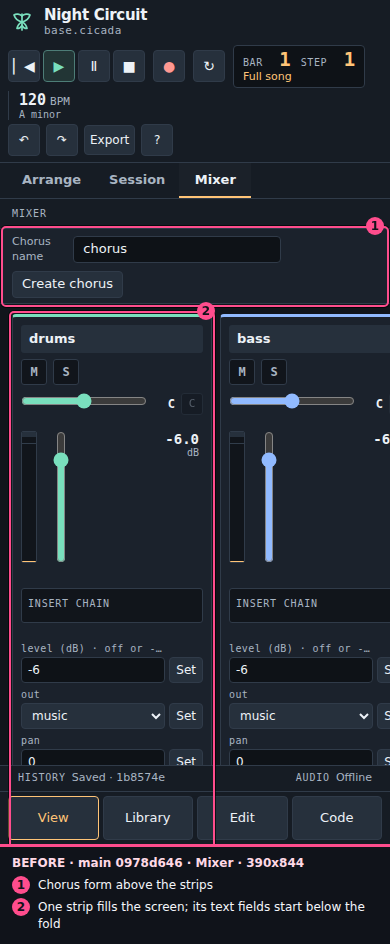 Night Circuit
base.cicada
BAR 1 STEP 1
Full song
120 BPM
A minor
Export ?
Arrange Session Mixer
MIXER
1
Chorus name chorus
Create chorus
2
drums bass
M S M S
C C C
-6.0 -6
dB
INSERT CHAIN INSERT CHAIN
level (dB) · off or -… level (dB) · off or -…
-6 Set -6 S
out out
music Set music S
pan pan
0 Set 0 S
HISTORY Saved · 1b8574e AUDIO Offline
View Library Edit Code
BEFORE · main 0978d646 · Mixer · 390x844
1 Chorus form above the strips
2 One strip fills the screen; its text fields start below the
fold